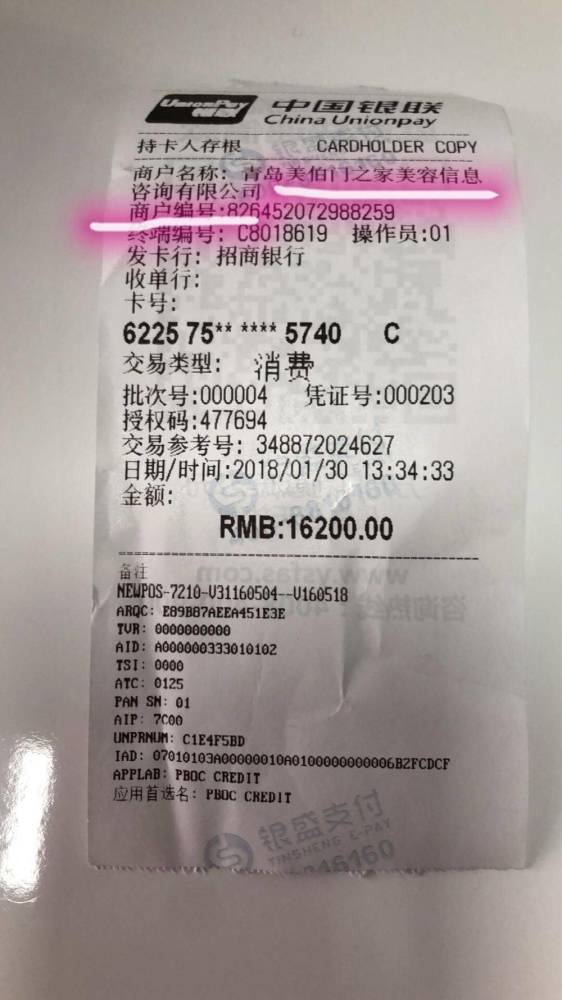 UnionPay 银联 中国银联
China Unionpay
持卡人存根 CARDHOLDER COPY
商户名称: 青岛美伯门之家美容信息
咨询有限公司
商户编号:826452072988259
终端编号: C8018619 操作员:01
发卡行: 招商银行
收单行:
卡号:
6225 75** **** 5740 C
交易类型: 消费
批次号:000004 凭证号:000203
授权码:477694
交易参考号: 348872024627
日期/时间:2018/01/30 13:34:33
金额:
RMB:16200.00
备注
NEWPOS-7210-V31160504--V160518
ARQC: E89B87AEEA451E3E
TVR: 0000000000
AID: A000000333010102
TSI: 0000
ATC: 0125
PAN SN: 01
AIP: 7C00
UNPRNUM: C1E4F5BD
IAD: 07010103A00000010A0100000000006B2FCDCF
APPLAB: PBOC CREDIT
应用首选名: PBOC CREDIT
银盛支付
YINSHENG E-PAY